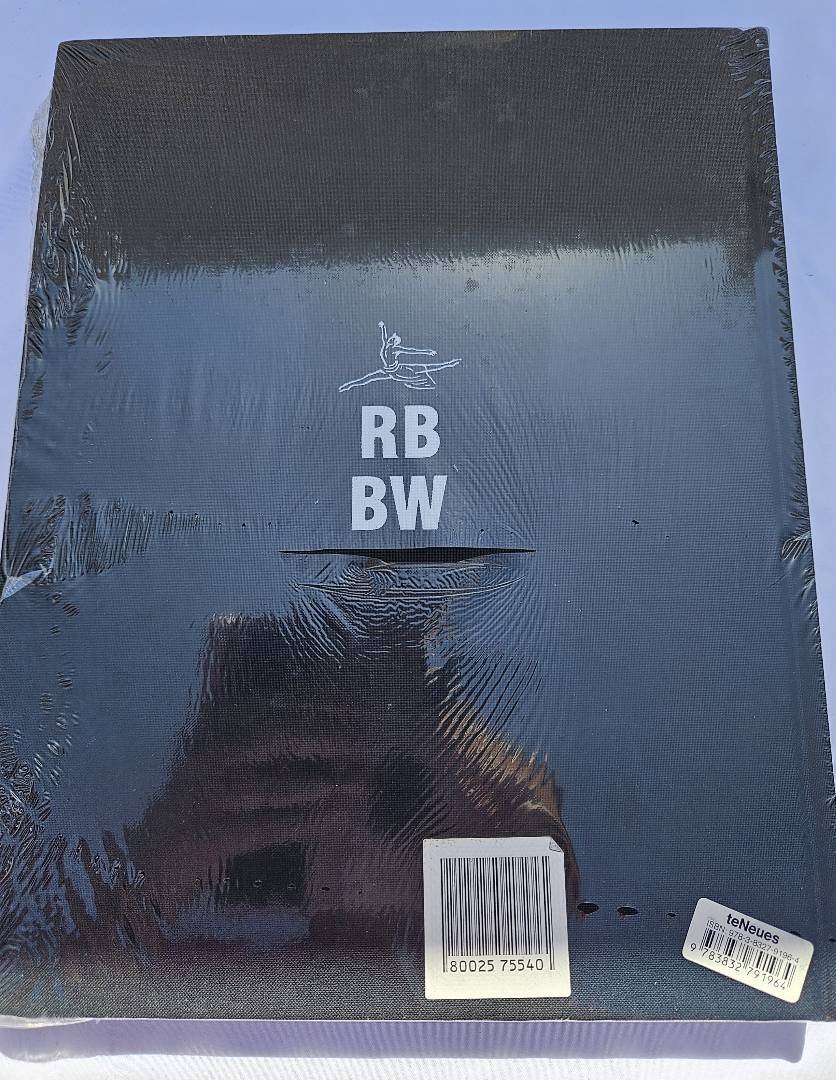 RB
BW
80025 75540
teNeues
ISBN: 978-3-8327-9196-4
9 783832 791964